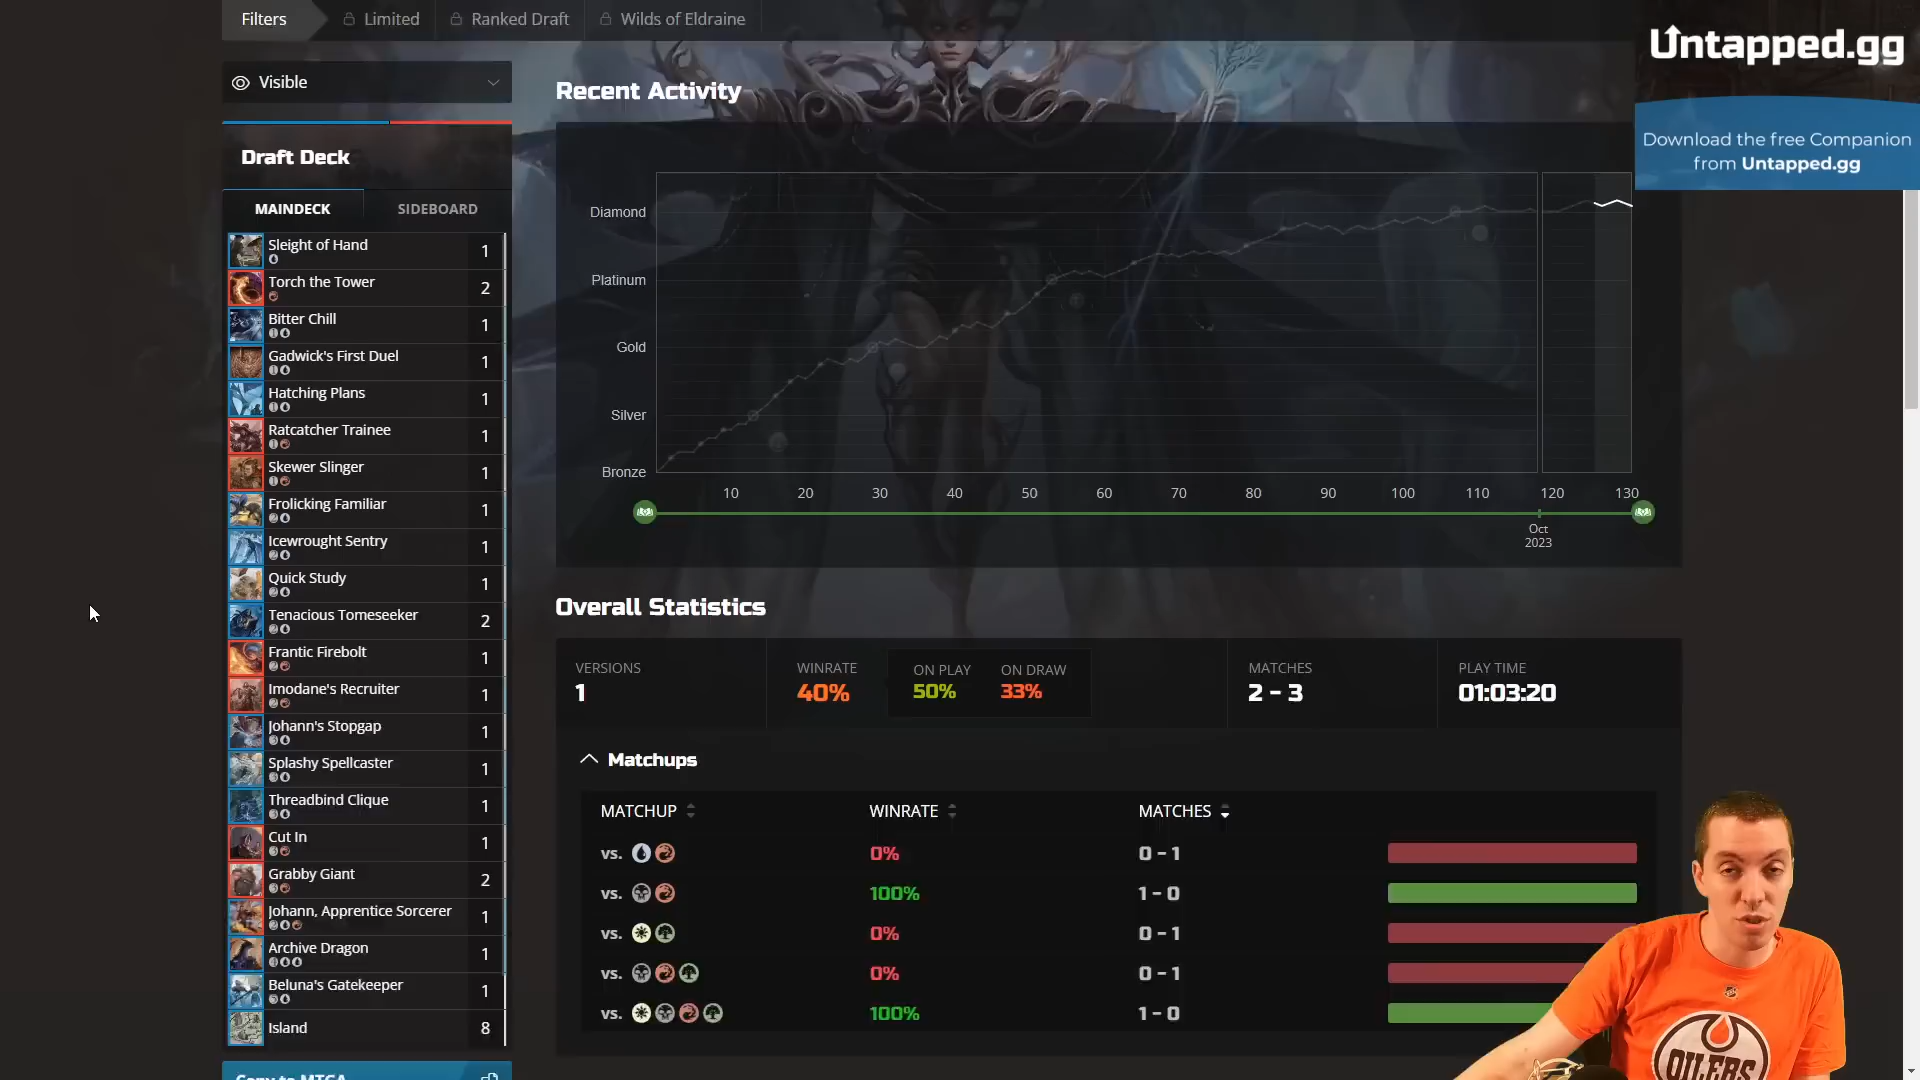 Filters
Limited
Ranked Draft
Wilds of Eldraine
Untapped.gg
Download the free Companion
from Untapped.gg
Visible
Draft Deck
MAINDECK
SIDEBOARD
Sleight of Hand 1
Torch the Tower 2
Bitter Chill 1
Gadwick's First Duel 1
Hatching Plans 1
Ratcatcher Trainee 1
Skewer Slinger 1
Frolicking Familiar 1
Icewrought Sentry 1
Quick Study 1
Tenacious Tomeseeker 2
Frantic Firebolt 1
Imodane's Recruiter 1
Johann's Stopgap 1
Splashy Spellcaster 1
Threadbind Clique 1
Cut In 1
Grabby Giant 2
Johann, Apprentice Sorcerer 1
Archive Dragon 1
Beluna's Gatekeeper 1
Island 8
Copy to MTGA
Recent Activity
Diamond
Platinum
Gold
Silver
Bronze
10 20 30 40 50 60 70 80 90 100 110 120 130
Oct
2023
Overall Statistics
VERSIONS
1
WINRATE
40%
ON PLAY
50%
ON DRAW
33%
MATCHES
2 - 3
PLAY TIME
01:03:20
Matchups
MATCHUP WINRATE MATCHES
vs. 0% 0 - 1
vs. 100% 1 - 0
vs. 0% 0 - 1
vs. 0% 0 - 1
vs. 100% 1 - 0
OILERS